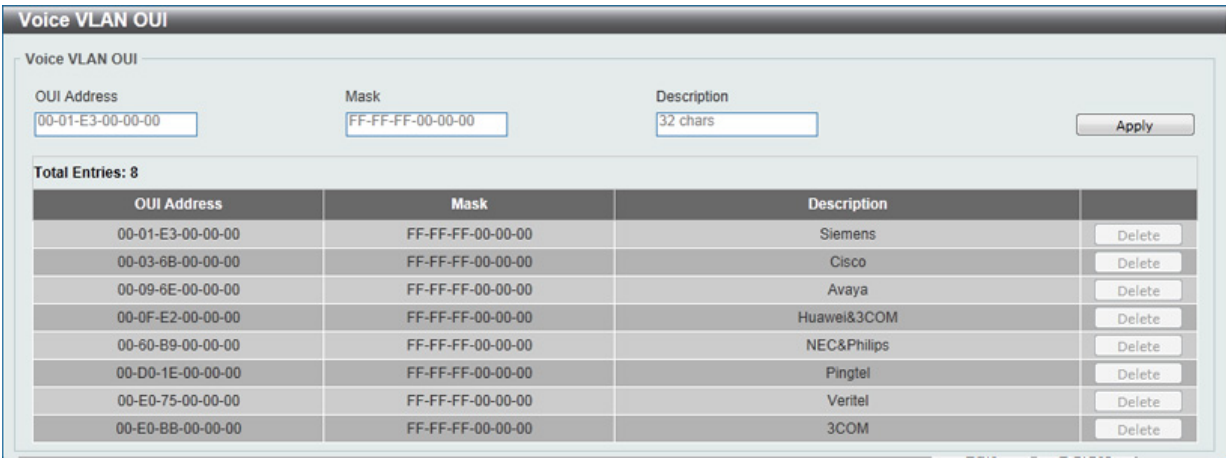 Voice VLAN OUI
Voice VLAN OUI
OUI Address Mask Description
00-01-E3-00-00-00 FF-FF-FF-00-00-00 32 chars Apply
Total Entries: 8
OUI Address Mask Description
00-01-E3-00-00-00 FF-FF-FF-00-00-00 Siemens Delete
00-03-6B-00-00-00 FF-FF-FF-00-00-00 Cisco Delete
00-09-6E-00-00-00 FF-FF-FF-00-00-00 Avaya Delete
00-0F-E2-00-00-00 FF-FF-FF-00-00-00 Huawei&3COM Delete
00-60-B9-00-00-00 FF-FF-FF-00-00-00 NEC&Philips Delete
00-D0-1E-00-00-00 FF-FF-FF-00-00-00 Pingtel Delete
00-E0-75-00-00-00 FF-FF-FF-00-00-00 Veritel Delete
00-E0-BB-00-00-00 FF-FF-FF-00-00-00 3COM Delete